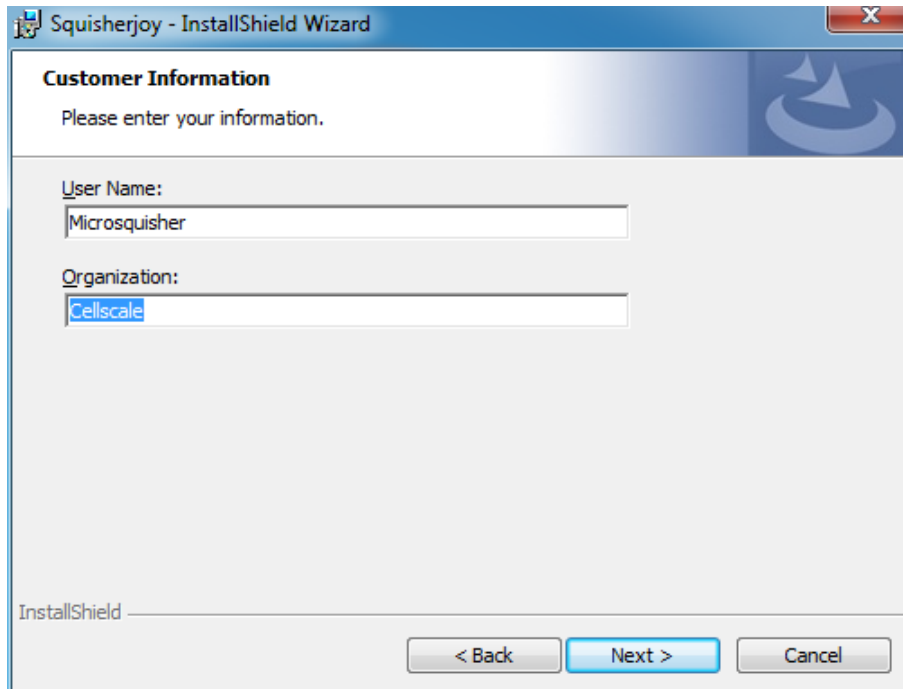 Squisherjoy - InstallShield Wizard
Customer Information
Please enter your information.
User Name:
Microsquisher
Organization:
Cellscale
InstallShield
< Back Next > Cancel